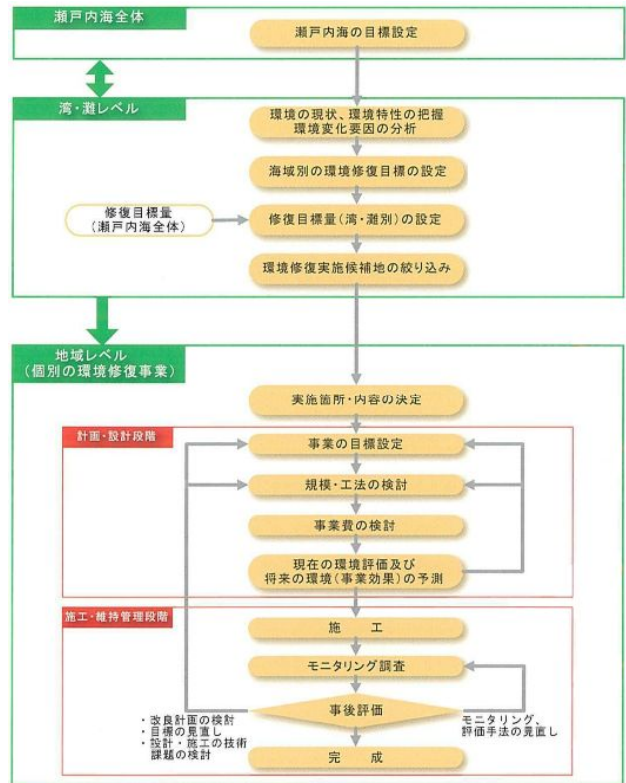 瀬戸内海全体
瀬戸内海の目標設定
湾・灘レベル
環境の現状、環境特性の把握
環境変化要因の分析
海域別の環境修復目標の設定
修復目標量
(瀬戸内海全体)
修復目標量(湾・灘別)の設定
環境修復実施候補地の絞り込み
地域レベル
(個別の環境修復事業)
実施箇所・内容の決定
計画・設計段階
事業の目標設定
規模・工法の検討
事業費の検討
現在の環境評価及び
将来の環境(事業効果)の予測
施工・維持管理段階
施 工
モニタリング調査
事後評価
・改良計画の検討
・目標の見直し
・設計・施工の技術
課題の検討
モニタリング、
評価手法の見直し
完 成